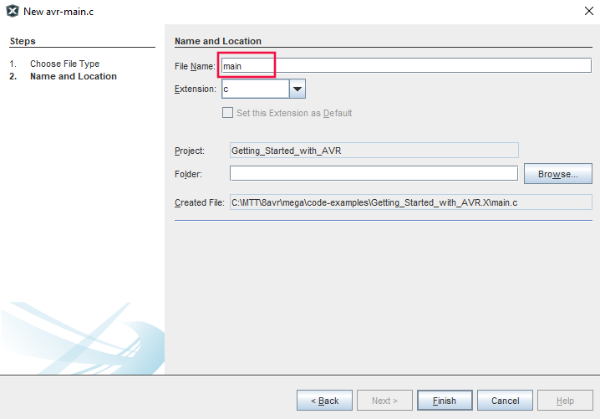 New avr-main.c
Steps
1. Choose File Type
2. Name and Location
Name and Location
File Name: main
Extension: c
Set this Extension as Default
Project: Getting_Started_with_AVR
Folder: Browse...
Created File: C:\MTT\8avr\mega\code-examples\Getting_Started_with_AVR.X\main.c
< Back Next > Finish Cancel Help